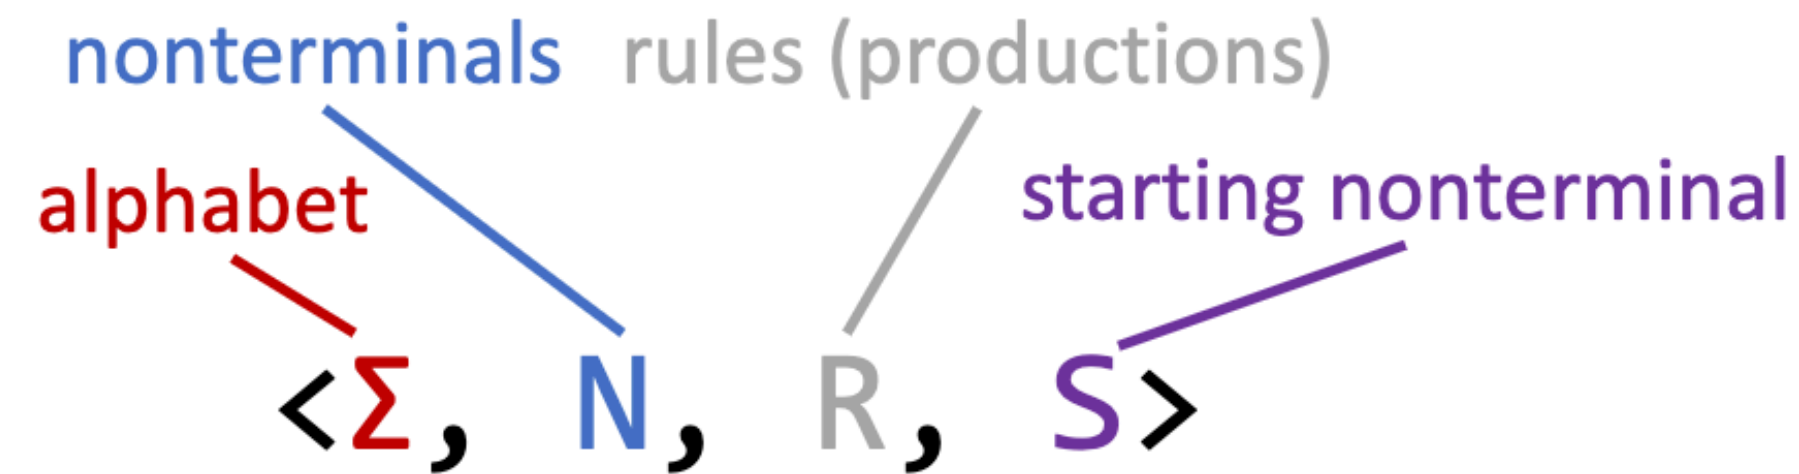 nonterminals rules (productions)
alphabet starting nonterminal
<Σ, N, R, S>